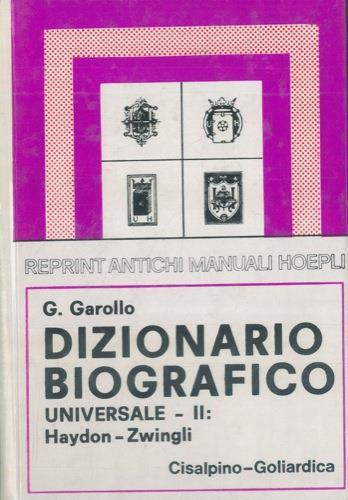 U H
REPRINT ANTICHI MANUALI HOEPLI
G. Garollo
DIZIONARIO
BIOGRAFICO
UNIVERSALE - II:
Haydon-Zwingli
Cisalpino-Goliardica